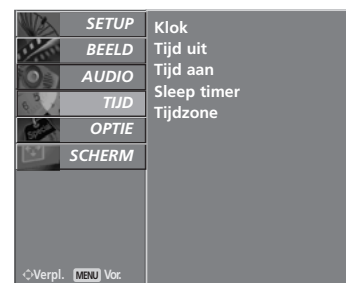 SETUP
BEELD
AUDIO
TIJD
OPTIE
SCHERM
Klok
Tijd uit
Tijd aan
Sleep timer
Tijdzone
Verpl. MENU Vor.